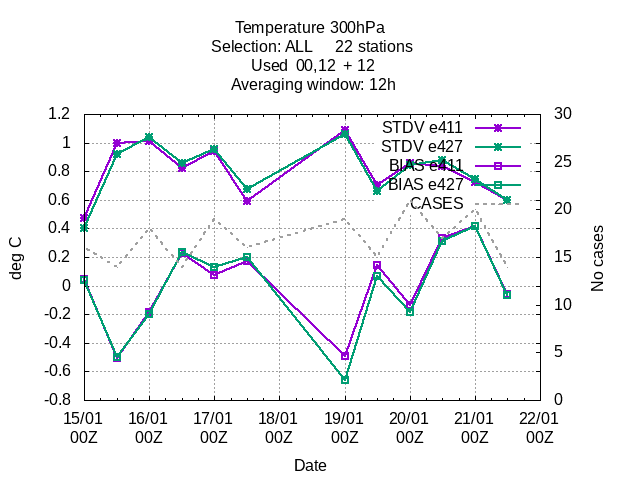 Temperature 300hPa
Selection: ALL 22 stations
Used 00,12 + 12
Averaging window: 12h
1.2
1
0.8
0.6
0.4
0.2
0
-0.2
-0.4
-0.6
-0.8
deg C
30
25
20
15
10
5
0
No cases
STDV e411
STDV e427
BIAS e411
BIAS e427
CASES
15/01 16/01 17/01 18/01 19/01 20/01 21/01 22/01
00Z 00Z 00Z 00Z 00Z 00Z 00Z 00Z
Date